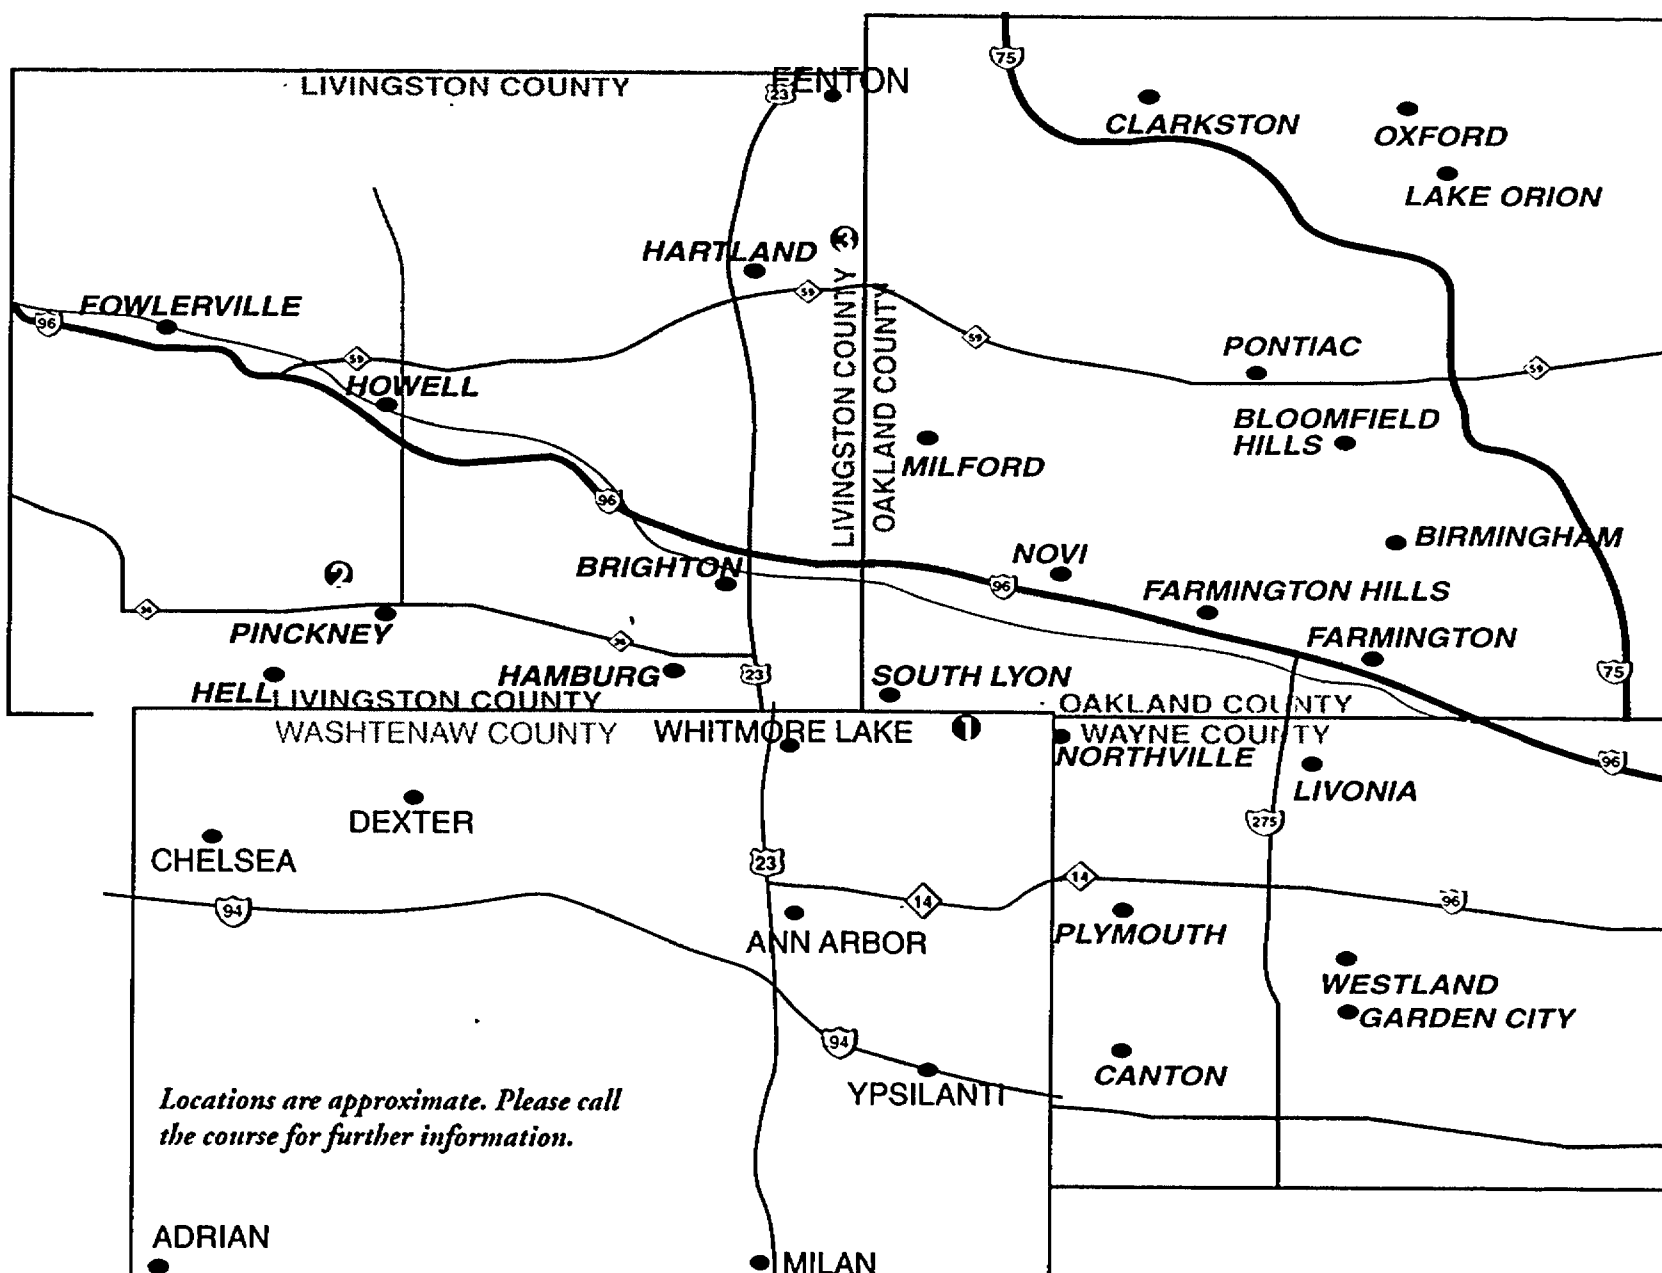 75
LIVINGSTON COUNTY
FENTON
23
CLARKSTON
OXFORD
LAKE ORION
3
HARTLAND
59
FOWLERVILLE
96
59
59
PONTIAC
59
HOWELL
LIVINGSTON COUNTY
OAKLAND COUNTY
BLOOMFIELD
HILLS
MILFORD
96
BIRMINGHAM
NOVI
2
BRIGHTON
96
FARMINGTON HILLS
36
PINCKNEY
36
FARMINGTON
HELL
HAMBURG
23
SOUTH LYON
75
LIVINGSTON COUNTY
OAKLAND COUNTY
WASHTENAW COUNTY
WHITMORE LAKE
1
WAYNE COUNTY
NORTHVILLE
96
LIVONIA
DEXTER
275
CHELSEA
23
14
14
96
94
ANN ARBOR
PLYMOUTH
WESTLAND
GARDEN CITY
94
CANTON
YPSILANTI
Locations are approximate. Please call
the course for further information.
ADRIAN
MILAN